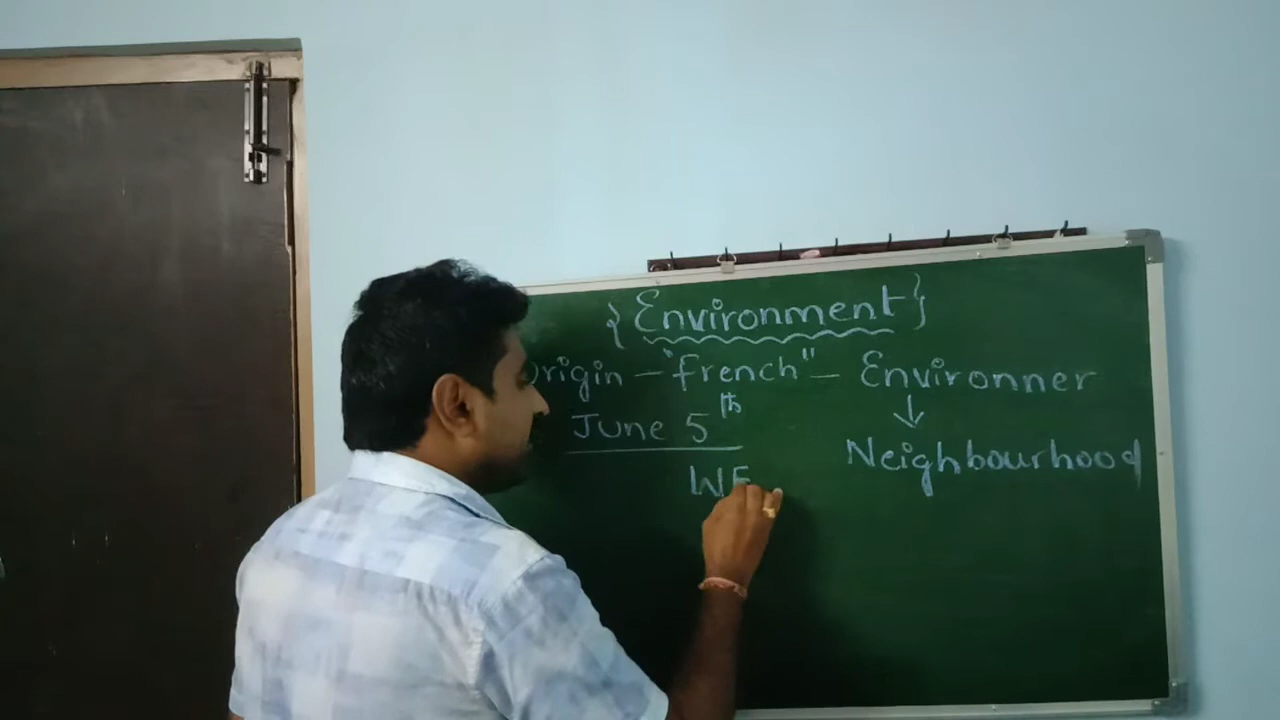 { Environment }
Origin - "french" - Environner
June 5th
↓
Neighbourhood
WE